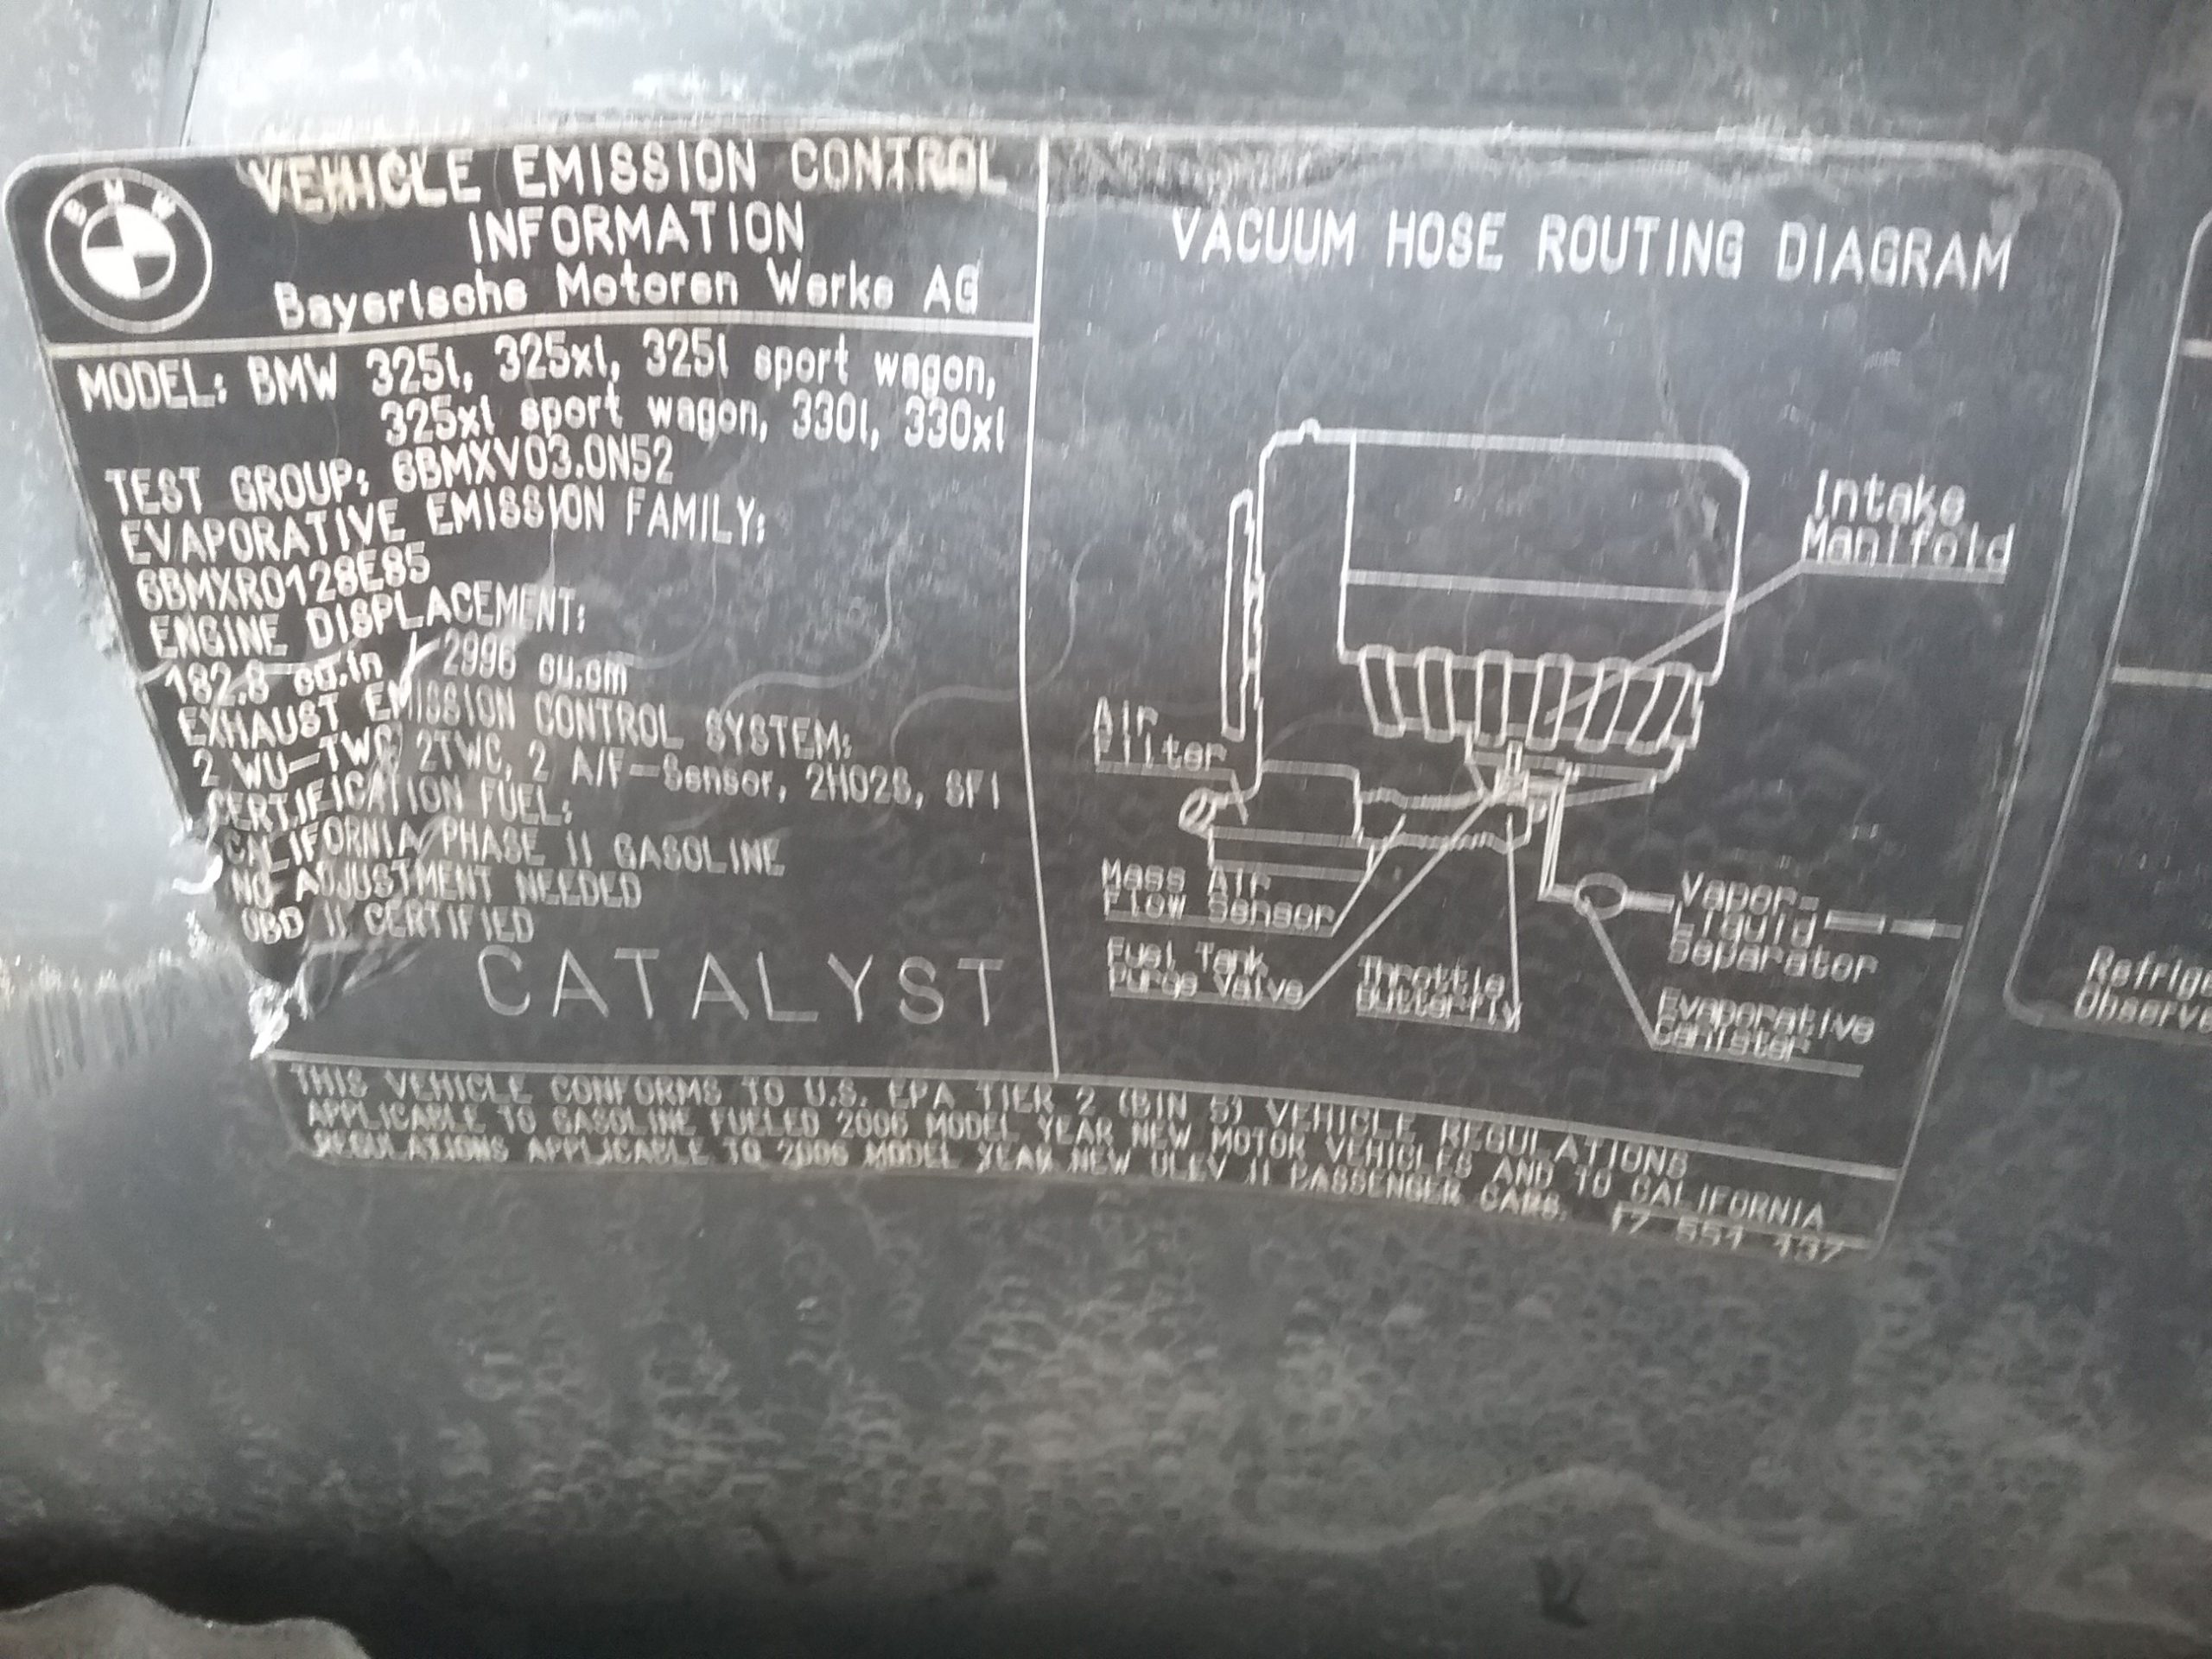 BMW
VEHICLE EMISSION CONTROL
INFORMATION
Bayerische Motoren Werke AG
MODEL: BMW 325i, 325xi, 325i sport wagon,
325xi sport wagon, 330i, 330xi
TEST GROUP: 6BMXV03.0N52
EVAPORATIVE EMISSION FAMILY:
6BMXR0128E85
ENGINE DISPLACEMENT:
182.8 cu.in / 2996 cu.cm
EXHAUST EMISSION CONTROL SYSTEM:
2 WU-TWC, 2TWC, 2 A/F-Sensor, 2HO2S, SFI
CERTIFICATION FUEL:
CALIFORNIA PHASE II GASOLINE
NO ADJUSTMENT NEEDED
OBD II CERTIFIED
CATALYST
VACUUM HOSE ROUTING DIAGRAM
Intake
Manifold
Air
Filter
Mass Air
Flow Sensor
Fuel Tank
Purge Valve
Throttle
Butterfly
Vapor-
Liquid
Separator
Evaporative
Canister
THIS VEHICLE CONFORMS TO U.S. EPA TIER 2 (BIN 5) VEHICLE REGULATIONS
APPLICABLE TO GASOLINE FUELED 2006 MODEL YEAR NEW MOTOR VEHICLES AND TO CALIFORNIA
REGULATIONS APPLICABLE TO 2006 MODEL YEAR NEW ULEV II PASSENGER CARS.
7 551 137
Refrige
Observe